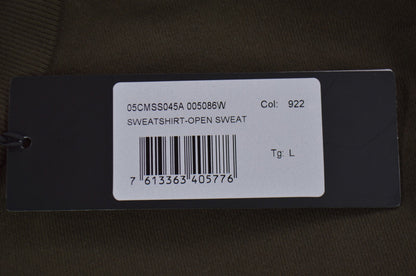 05CMSS045A 005086W Col: 922
SWEATSHIRT-OPEN SWEAT
Tg: L
7 613363 405776